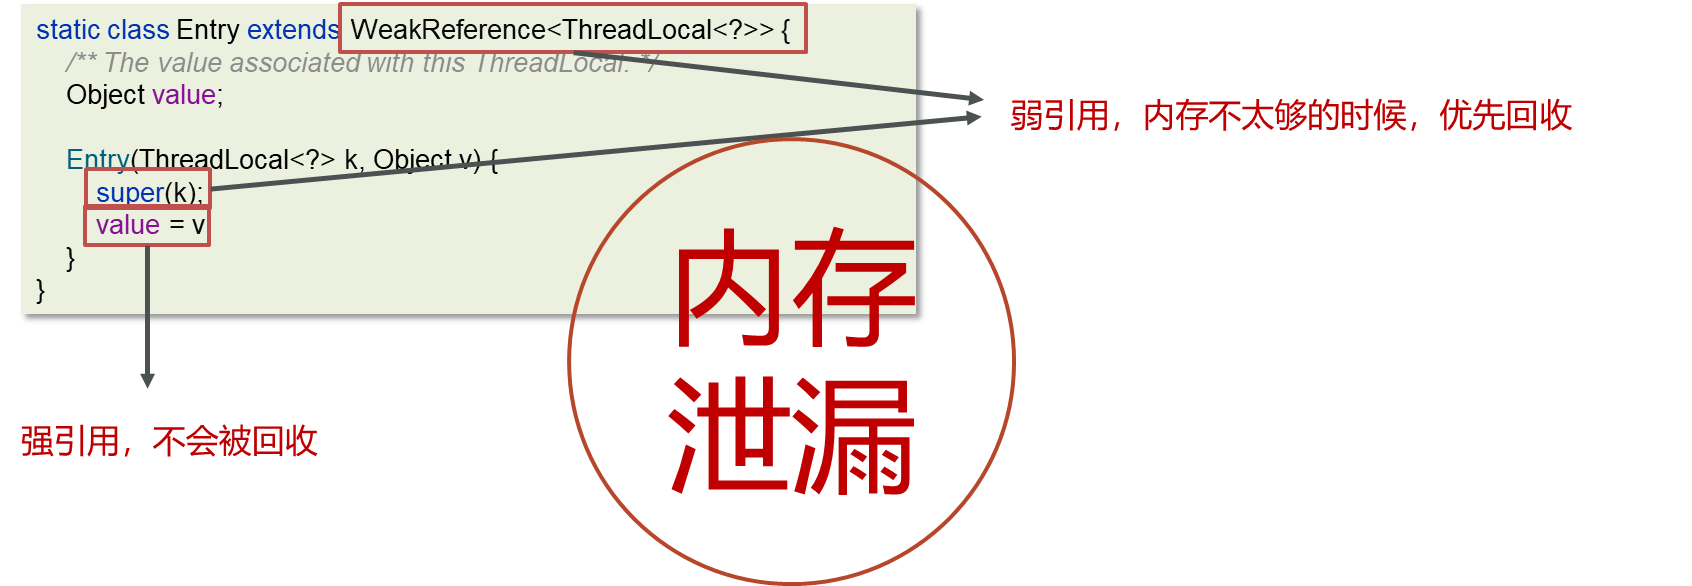 static class Entry extends WeakReference<ThreadLocal<?>> {
/** The value associated with this ThreadLocal. */
Object value;
弱引用，内存不太够的时候，优先回收
Entry(ThreadLocal<?> k, Object v) {
super(k);
value = v
}
}
内存
泄漏
强引用，不会被回收